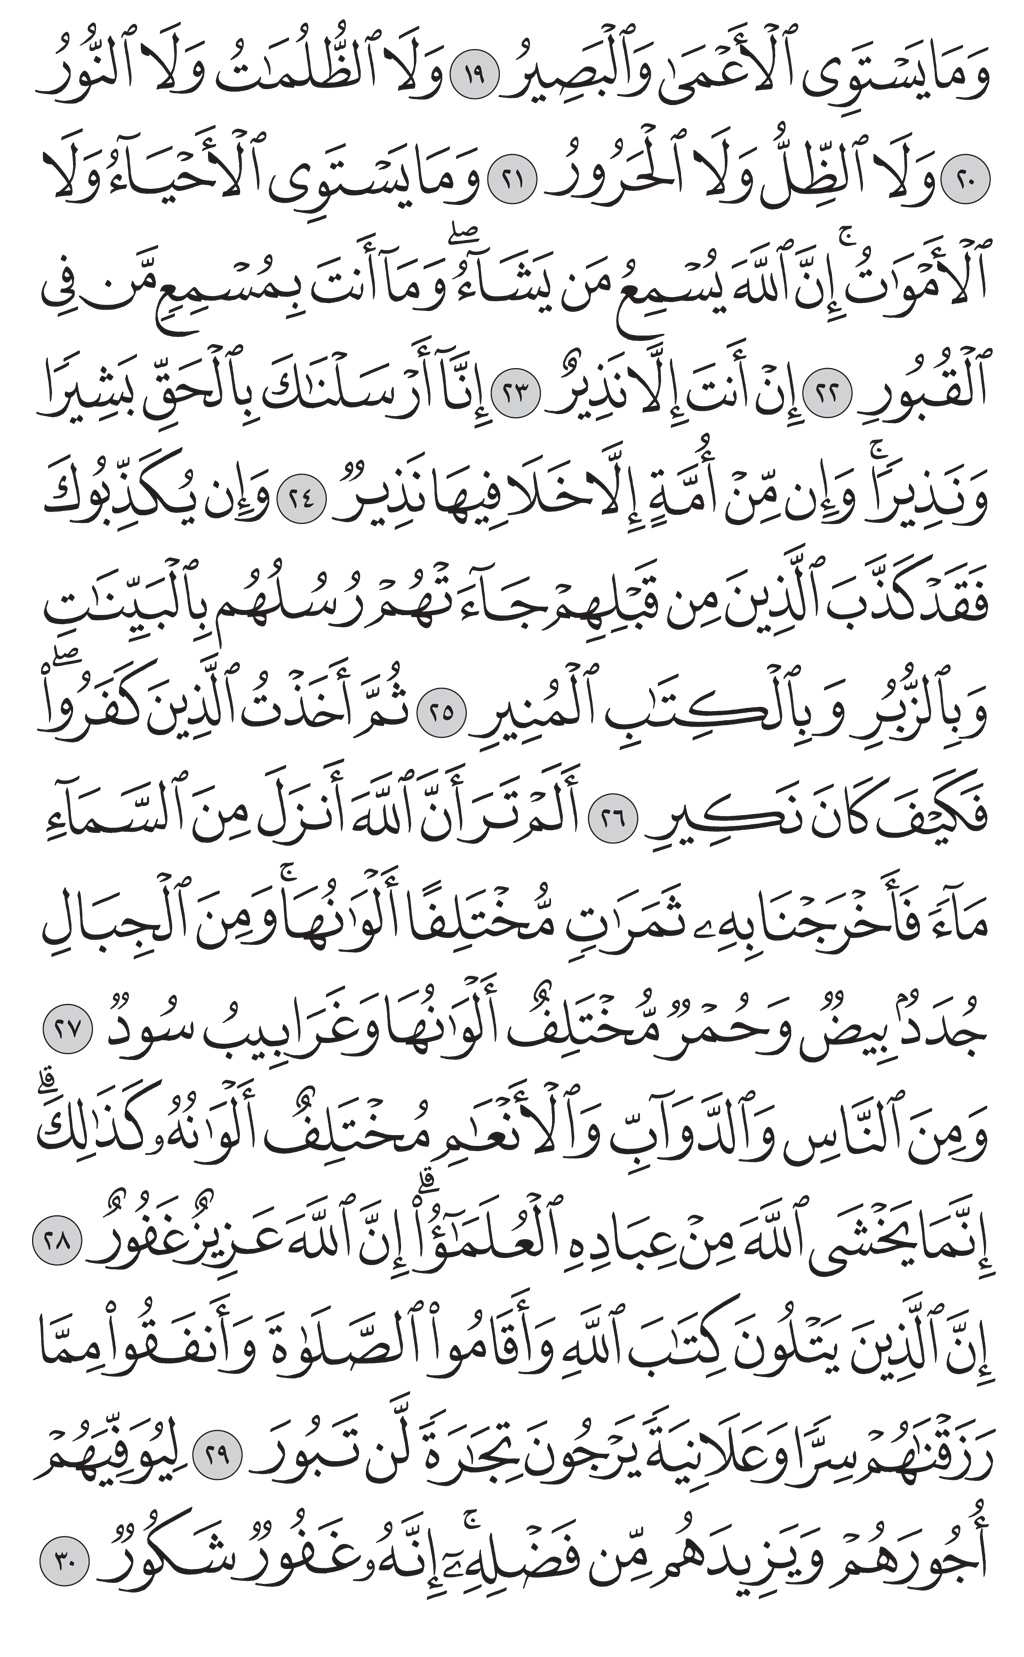 وَمَا يَسْتَوِى ٱلْأَعْمَىٰ وَٱلْبَصِيرُ ١٩ وَلَا ٱلظُّلُمَـٰتُ وَلَا ٱلنُّورُ
٢٠ وَلَا ٱلظِّلُّ وَلَا ٱلْحَرُورُ ٢١ وَمَا يَسْتَوِى ٱلْأَحْيَآءُ وَلَا
ٱلْأَمْوَٰتُ ۚ إِنَّ ٱللَّهَ يُسْمِعُ مَن يَشَآءُ ۖ وَمَآ أَنتَ بِمُسْمِعٍ مَّن فِى
ٱلْقُبُورِ ٢٢ إِنْ أَنتَ إِلَّا نَذِيرٌ ٢٣ إِنَّآ أَرْسَلْنَـٰكَ بِٱلْحَقِّ بَشِيرًا
وَنَذِيرًا ۚ وَإِن مِّنْ أُمَّةٍ إِلَّا خَلَا فِيهَا نَذِيرٌ ٢٤ وَإِن يُكَذِّبُوكَ
فَقَدْ كَذَّبَ ٱلَّذِينَ مِن قَبْلِهِمْ جَآءَتْهُمْ رُسُلُهُم بِٱلْبَيِّنَـٰتِ
وَبِٱلزُّبُرِ وَبِٱلْكِتَـٰبِ ٱلْمُنِيرِ ٢٥ ثُمَّ أَخَذْتُ ٱلَّذِينَ كَفَرُوا۟ ۖ
فَكَيْفَ كَانَ نَكِيرِ ٢٦ أَلَمْ تَرَ أَنَّ ٱللَّهَ أَنزَلَ مِنَ ٱلسَّمَآءِ
مَآءً فَأَخْرَجْنَا بِهِۦ ثَمَرَٰتٍ مُّخْتَلِفًا أَلْوَٰنُهَا ۚ وَمِنَ ٱلْجِبَالِ
جُدَدٌۢ بِيضٌ وَحُمْرٌ مُّخْتَلِفٌ أَلْوَٰنُهَا وَغَرَابِيبُ سُودٌ ٢٧
وَمِنَ ٱلنَّاسِ وَٱلدَّوَآبِّ وَٱلْأَنْعَـٰمِ مُخْتَلِفٌ أَلْوَٰنُهُۥ كَذَٰلِكَ ۗ
إِنَّمَا يَخْشَى ٱللَّهَ مِنْ عِبَادِهِ ٱلْعُلَمَـٰٓؤُا۟ ۗ إِنَّ ٱللَّهَ عَزِيزٌ غَفُورٌ ٢٨
إِنَّ ٱلَّذِينَ يَتْلُونَ كِتَـٰبَ ٱللَّهِ وَأَقَامُوا۟ ٱلصَّلَوٰةَ وَأَنفَقُوا۟ مِمَّا
رَزَقْنَـٰهُمْ سِرًّا وَعَلَانِيَةً يَرْجُونَ تِجَـٰرَةً لَّن تَبُورَ ٢٩ لِيُوَفِّيَهُمْ
أُجُورَهُمْ وَيَزِيدَهُم مِّن فَضْلِهِۦٓ ۚ إِنَّهُۥ غَفُورٌ شَكُورٌ ٣٠